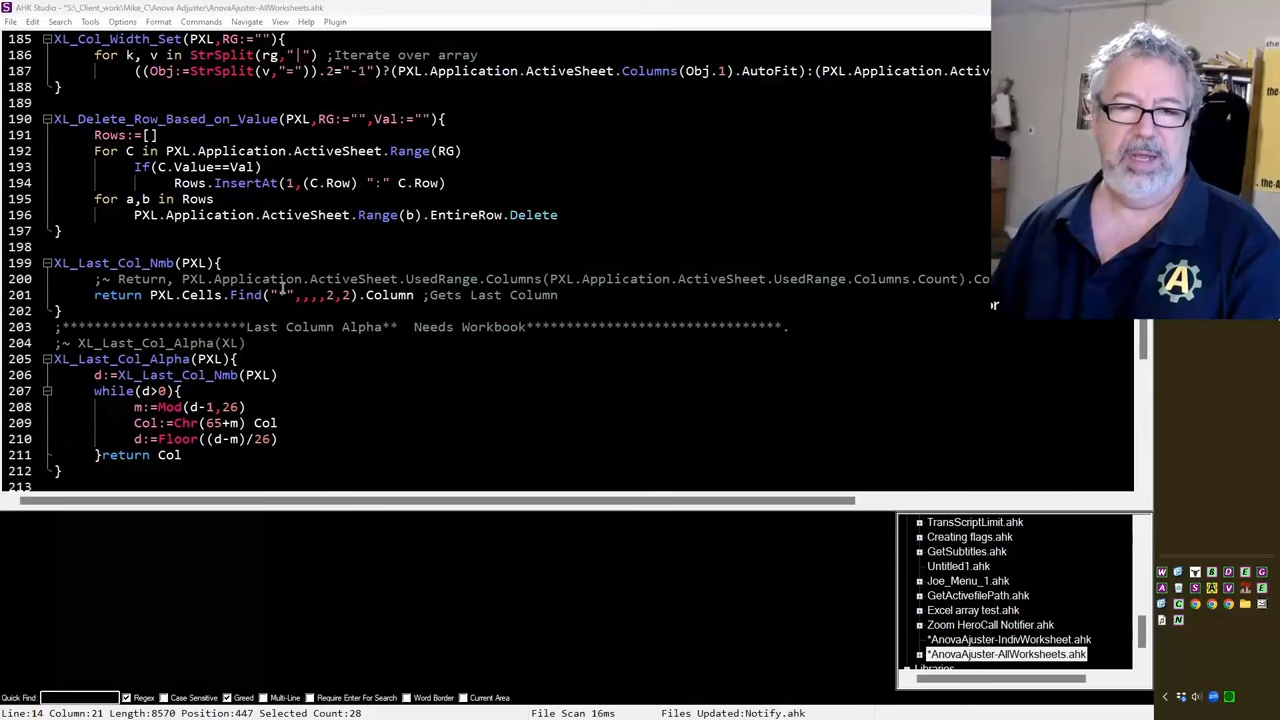 AHK Studio - *S:\_Client_work\Mike_C\Anova Adjuster\AnovaAjuster-AllWorksheets.ahk
File Edit Search Tools Options Format Commands Navigate View Help Plugin
185 XL_Col_Width_Set(PXL,RG:=""){
186 for k, v in StrSplit(rg,"|") ;Iterate over array
187 ((Obj:=StrSplit(v,"=")).2="-1")?(PXL.Application.ActiveSheet.Columns(Obj.1).AutoFit):(PXL.Application.Active
188 }
189
190 XL_Delete_Row_Based_on_Value(PXL,RG:="",Val:=""){
191 Rows:=[]
192 For C in PXL.Application.ActiveSheet.Range(RG)
193 If(C.Value==Val)
194 Rows.InsertAt(1,(C.Row) ":" C.Row)
195 for a,b in Rows
196 PXL.Application.ActiveSheet.Range(b).EntireRow.Delete
197 }
198
199 XL_Last_Col_Nmb(PXL){
200 ;~ Return, PXL.Application.ActiveSheet.UsedRange.Columns(PXL.Application.ActiveSheet.UsedRange.Columns.Count).Co
201 return PXL.Cells.Find("*",,,,2,2).Column ;Gets Last Column
202 }
203 ;***********************Last Column Alpha** Needs Workbook********************************.
204 ;~ XL_Last_Col_Alpha(XL)
205 XL_Last_Col_Alpha(PXL){
206 d:=XL_Last_Col_Nmb(PXL)
207 while(d>0){
208 m:=Mod(d-1,26)
209 Col:=Chr(65+m) Col
210 d:=Floor((d-m)/26)
211 }return Col
212 }
213
or
A
TransScriptLimit.ahk
Creating flags.ahk
GetSubtitles.ahk
Untitled1.ahk
Joe_Menu_1.ahk
GetActivefilePath.ahk
Excel array test.ahk
Zoom HeroCall Notifier.ahk
*AnovaAjuster-IndivWorksheet.ahk
*AnovaAjuster-AllWorksheets.ahk
Libraries
Quick Find: Regex Case Sensitive Greed Multi-Line Require Enter For Search Word Border Current Area
Line:14 Column:21 Length:8570 Position:447 Selected Count:28 File Scan 16ms Files Updated:Notify.ahk